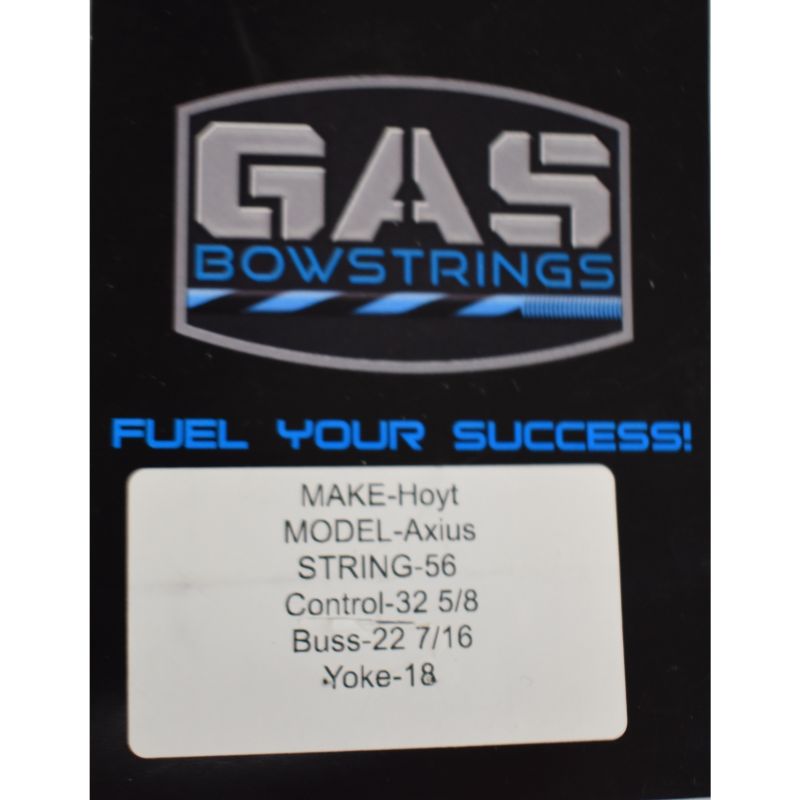 GAS
BOWSTRINGS
FUEL YOUR SUCCESS!
MAKE-Hoyt
MODEL-Axius
STRING-56
Control-32 5/8
Buss-22 7/16
Yoke-18